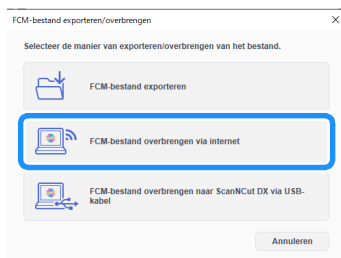 FCM-bestand exporteren/overbrengen
Selecteer de manier van exporteren/overbrengen van het bestand.
FCM-bestand exporteren
FCM-bestand overbrengen via internet
FCM-bestand overbrengen naar ScanNCut DX via USB-
kabel
Annuleren